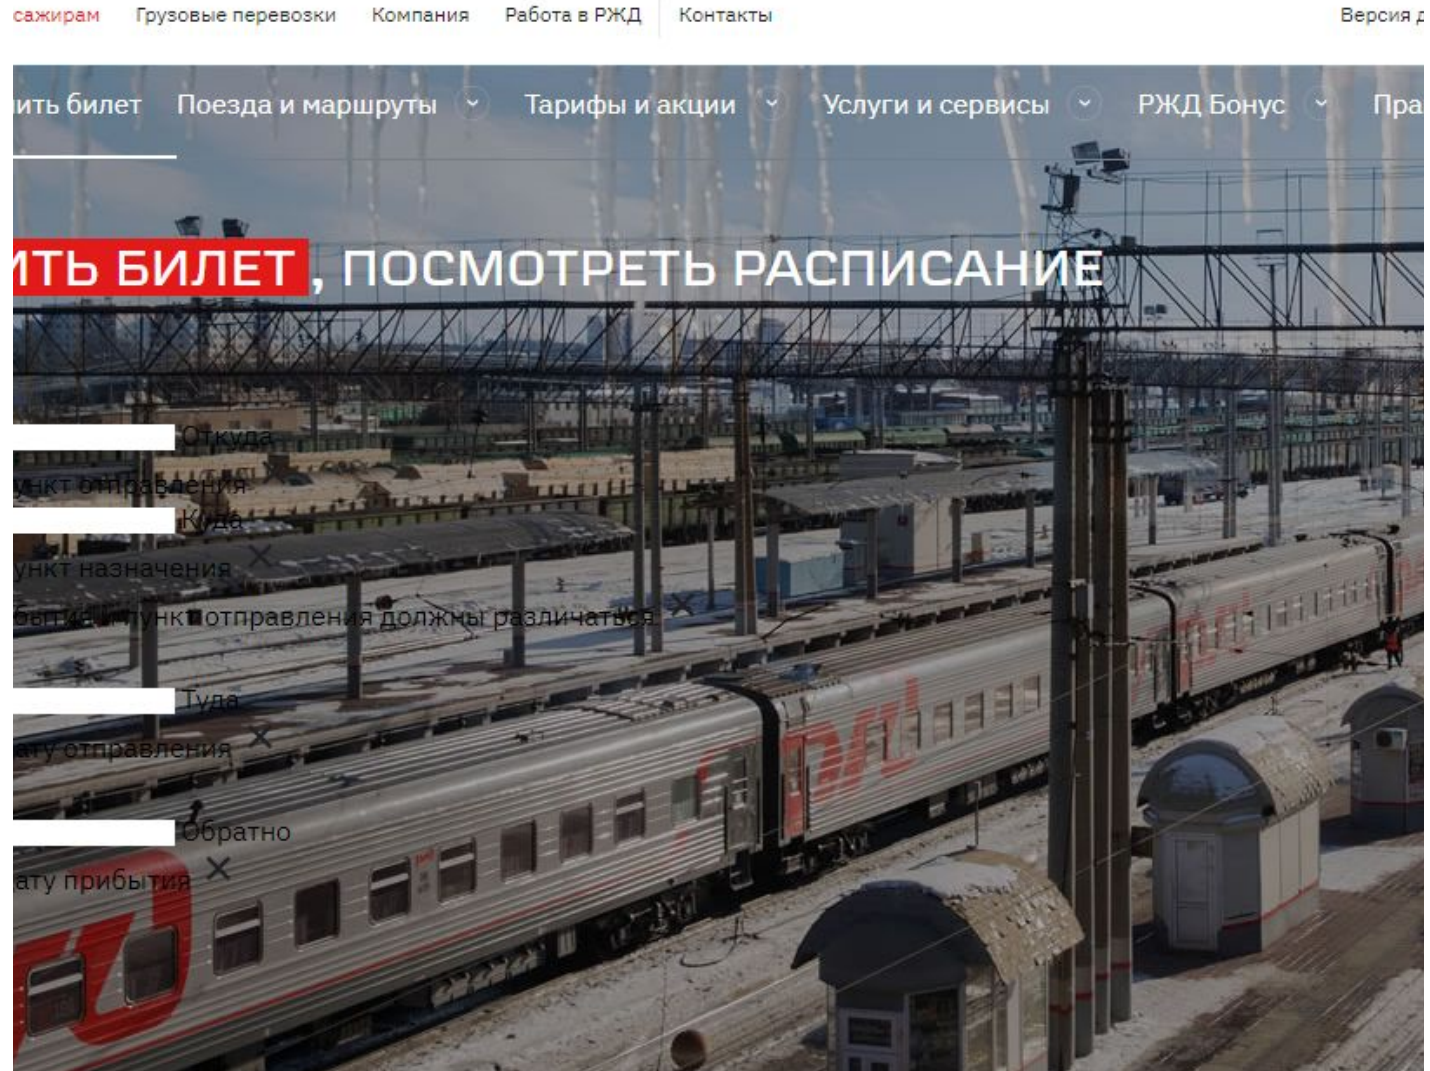 сажирам Грузовые перевозки Компания Работа в РЖД Контакты Версия д
ить билет Поезда и маршруты Тарифы и акции Услуги и сервисы РЖД Бонус Пра
ИТЬ БИЛЕТ, ПОСМОТРЕТЬ РАСПИСАНИЕ
Откуда
ункт отправления
Куда
ункт назначения
бытия и пункт отправления должны различаться
Туда
ату отправления
Обратно
ату прибытия